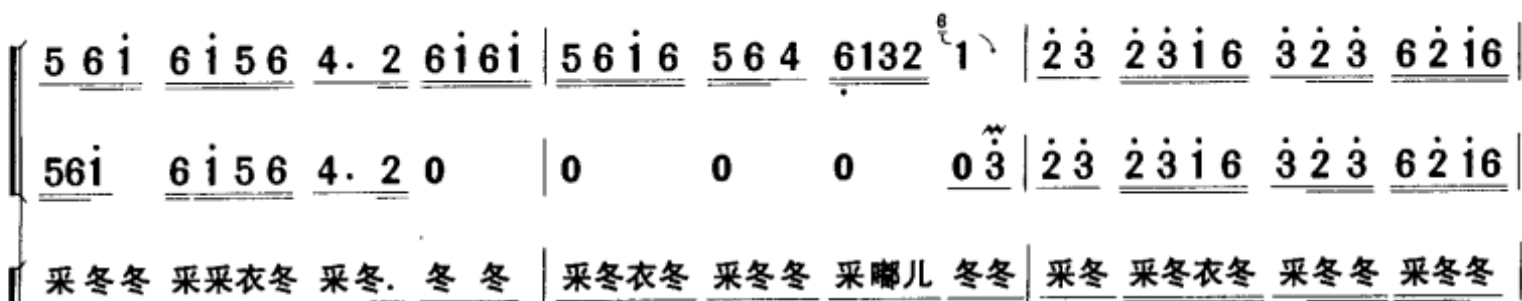 5 6 i̇ 6 i̇ 5 6 4. 2 6 i̇ 6 i̇ | 5 6 i̇ 6 5 6 4 6̣ 1 3 2 ⁶1 | 2̇ 3̇ 2̇ 3̇ i̇ 6 3̇ 2̇ 3̇ 6 2̇ i̇ 6 |
5 6 i̇ 6 i̇ 5 6 4. 2 0 | 0 0 0 0 3̇ | 2̇ 3̇ 2̇ 3̇ i̇ 6 3̇ 2̇ 3̇ 6 2̇ i̇ 6 |
采冬冬 采采衣冬 采冬. 冬 冬 | 采冬衣冬 采冬冬 采嘟儿 冬冬 | 采冬 采冬衣冬 采冬冬 采冬冬 |